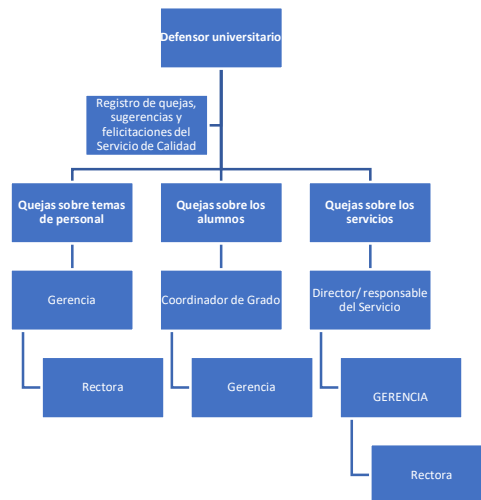 Defensor universitario
Registro de quejas,
sugerencias y
felicitaciones del
Servicio de Calidad
Quejas sobre temas
de personal
Quejas sobre los
alumnos
Quejas sobre los
servicios
Gerencia
Coordinador de Grado
Director/ responsable
del Servicio
Rectora
Gerencia
GERENCIA
Rectora